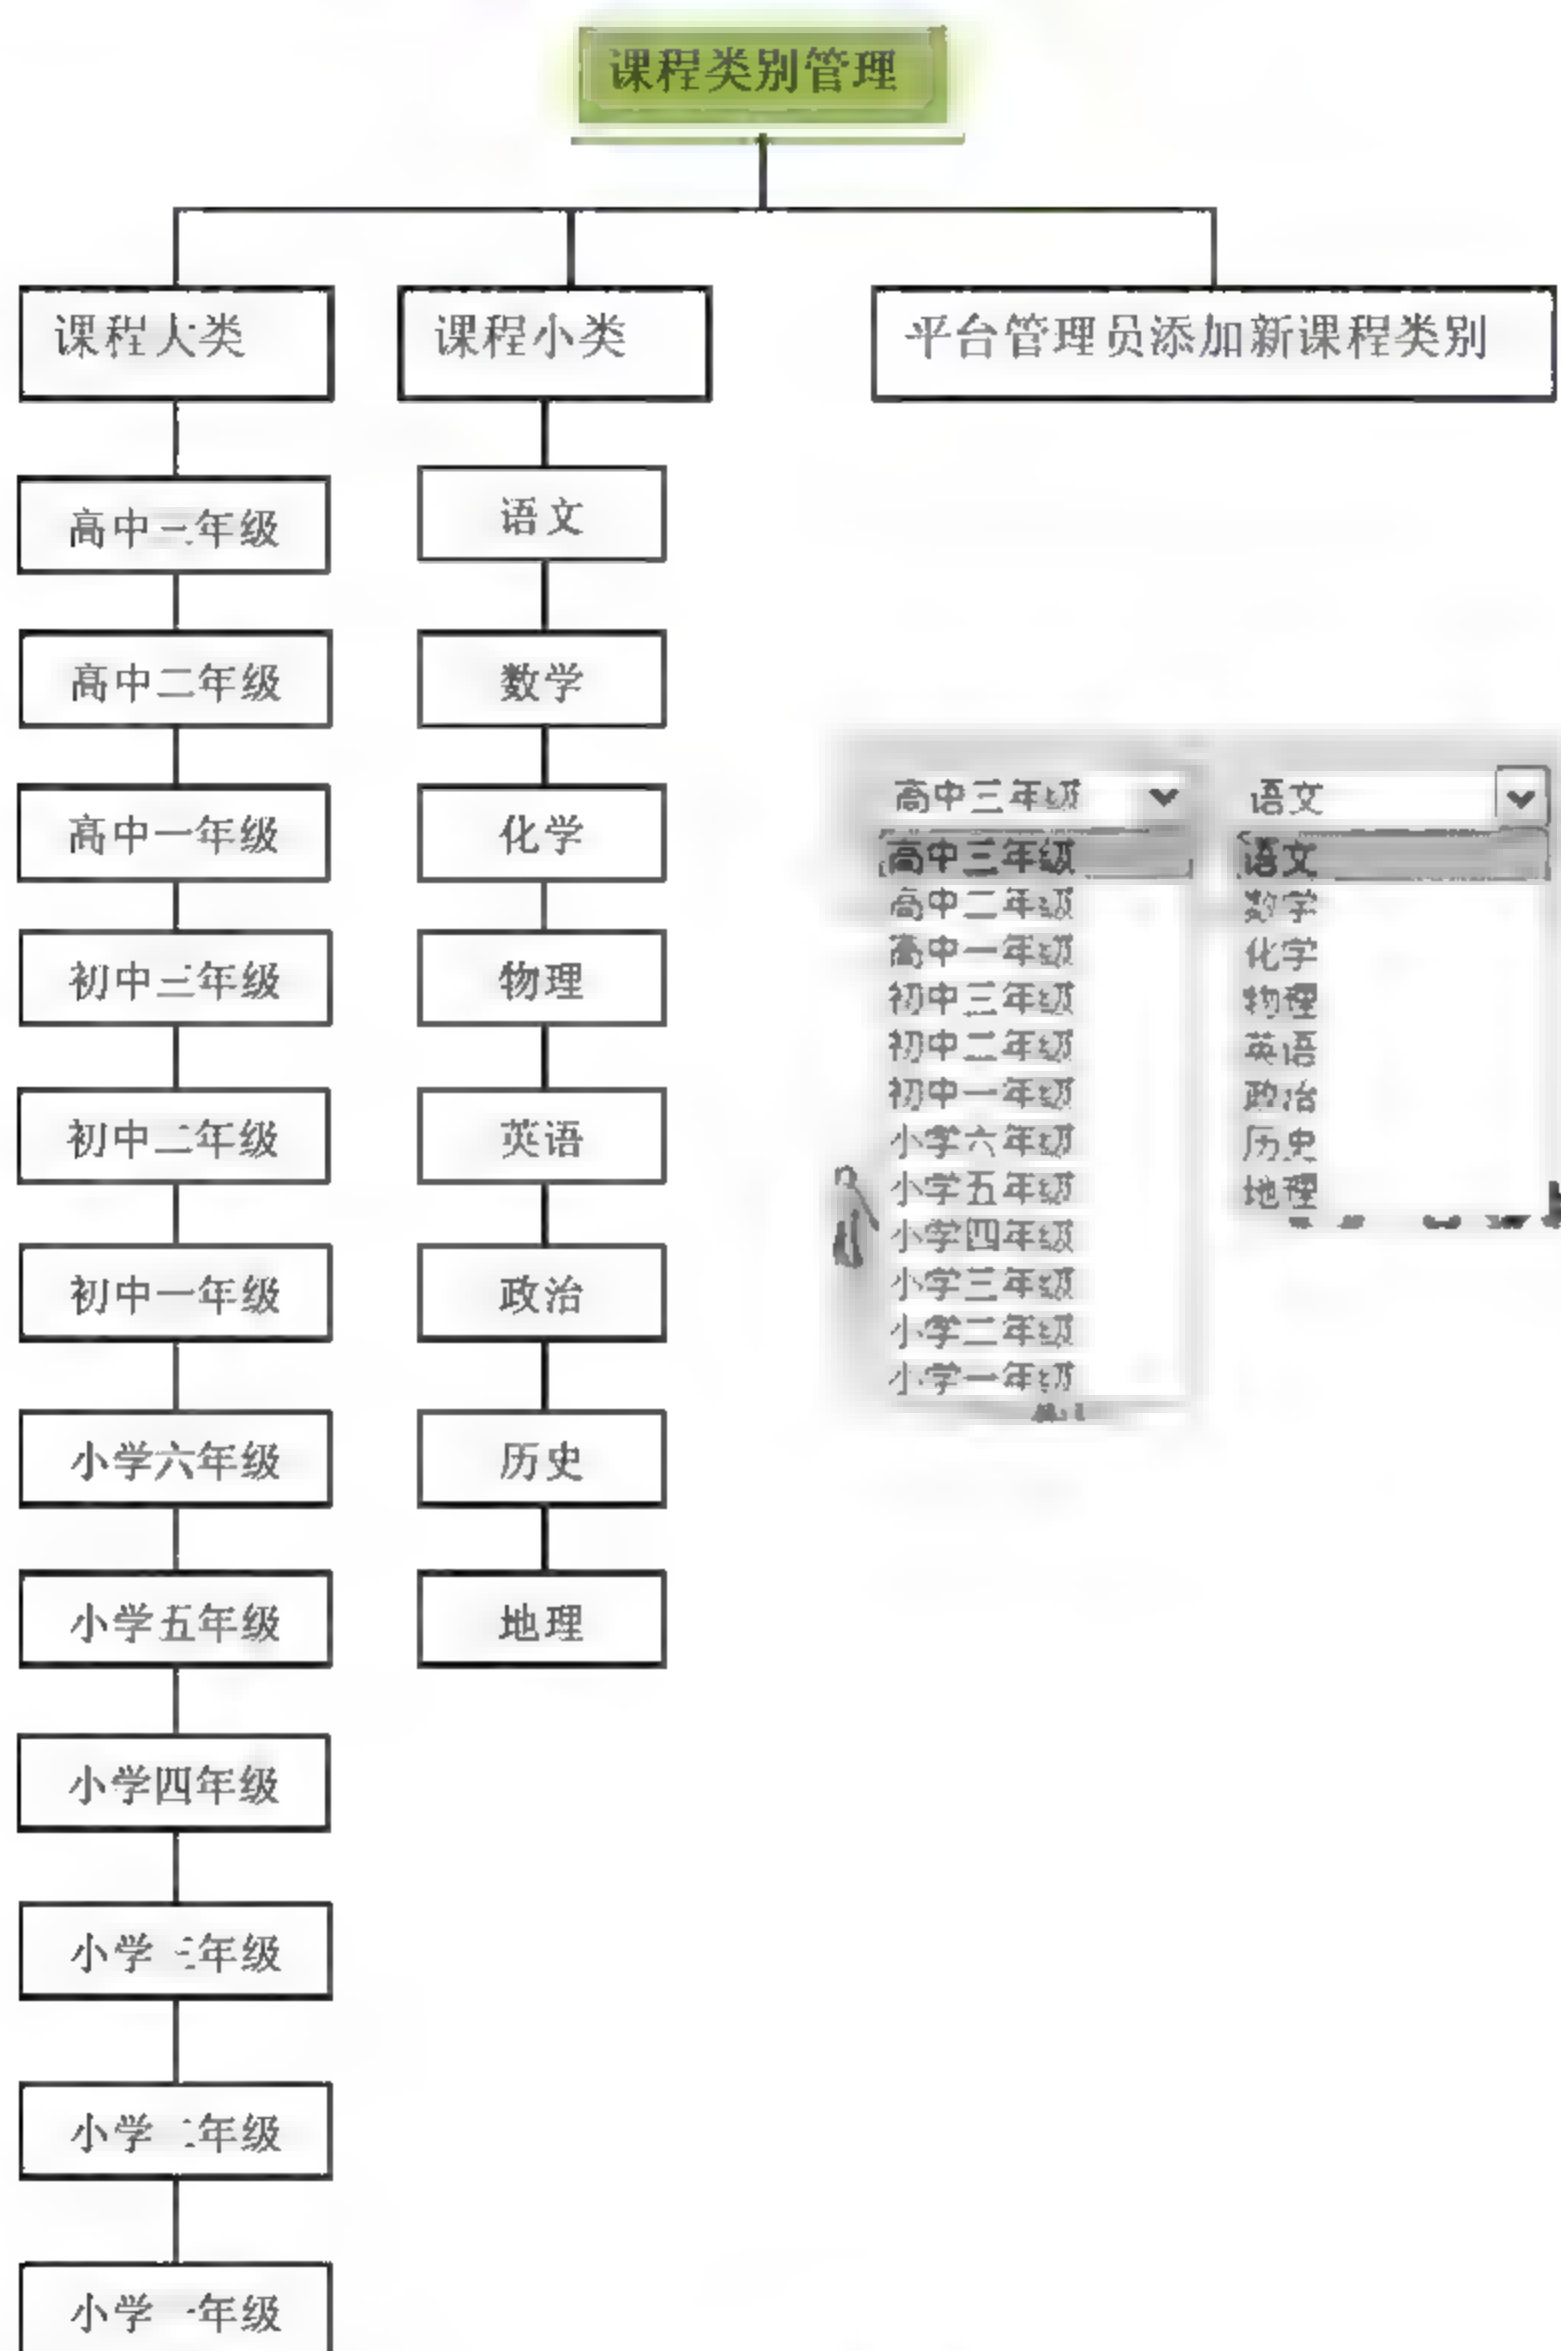 课程类别管理
课程大类
课程小类
平台管理员添加新课程类别
高中三年级
高中二年级
高中一年级
初中三年级
初中二年级
初中一年级
小学六年级
小学五年级
小学四年级
小学三年级
小学二年级
小学一年级
语文
数学
化学
物理
英语
政治
历史
地理
高中三年级
高中三年级
高中二年级
高中一年级
初中三年级
初中二年级
初中一年级
小学六年级
小学五年级
小学四年级
小学三年级
小学二年级
小学一年级
语文
语文
数学
化学
物理
英语
政治
历史
地理